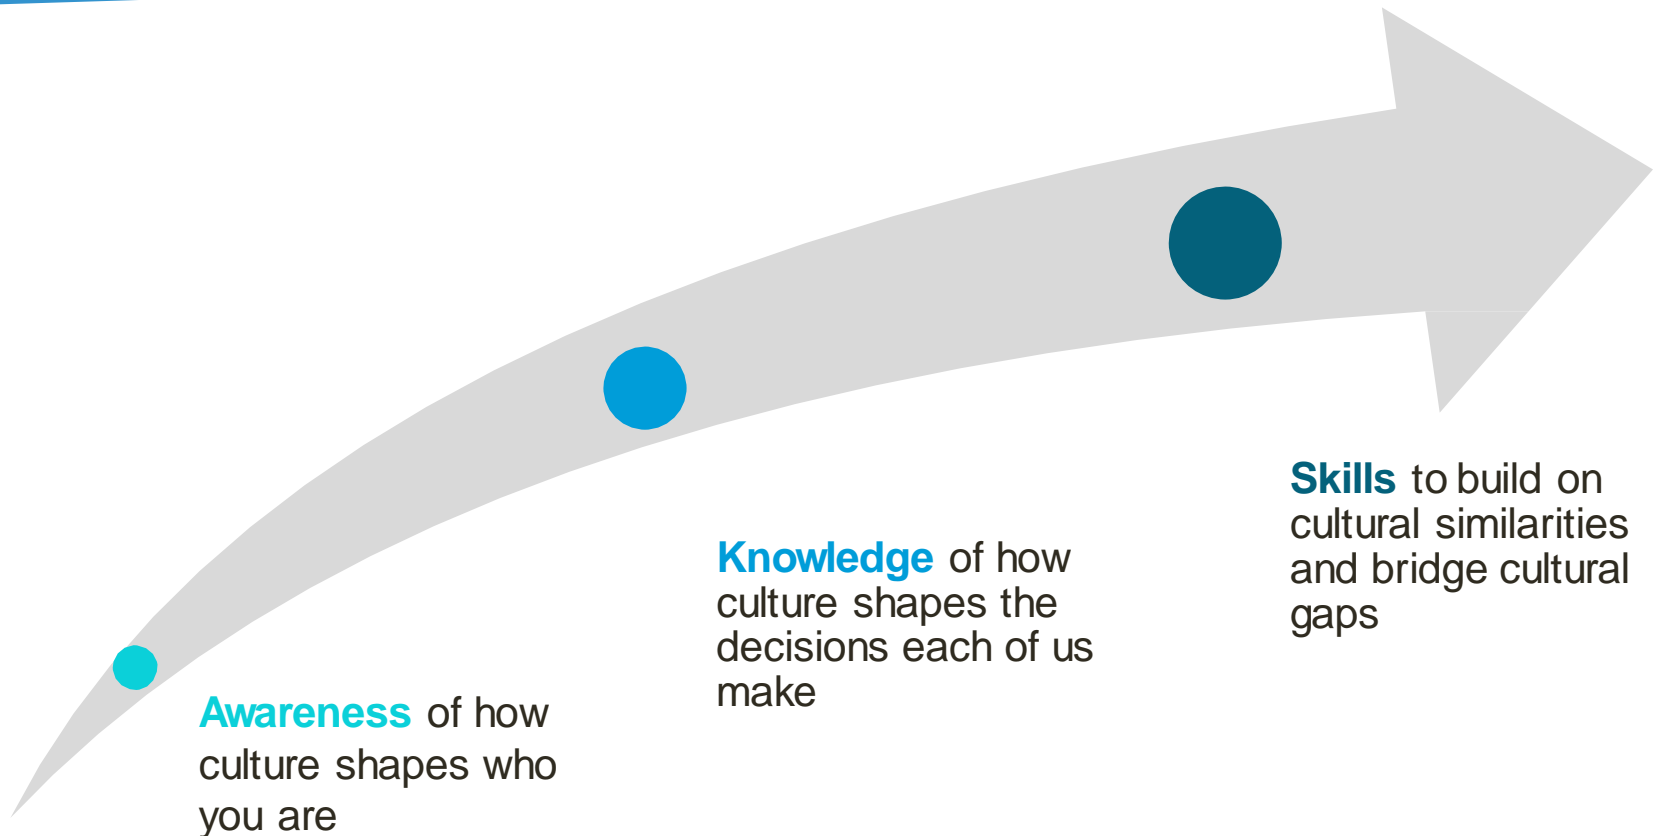 Awareness of how
culture shapes who
you are
Knowledge of how
culture shapes the
decisions each of us
make
Skills to build on
cultural similarities
and bridge cultural
gaps